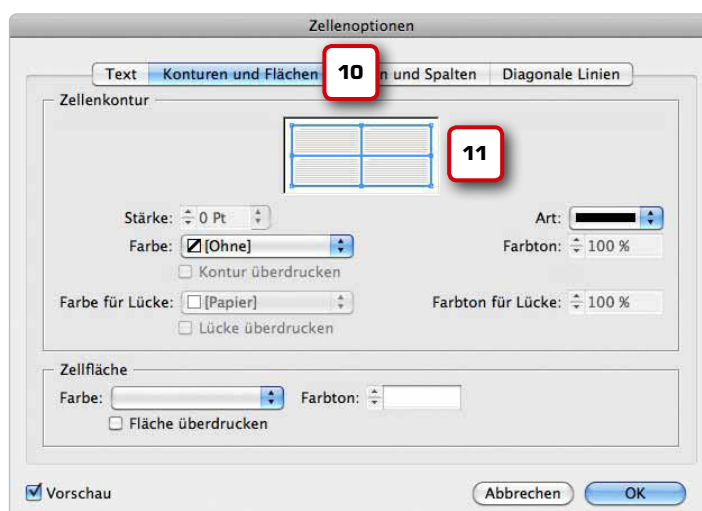 Zellenoptionen
Text Konturen und Flächen 10 n und Spalten Diagonale Linien
Zellenkontur
11
Stärke: 0 Pt Art:
Farbe: [Ohne] Farbton: 100 %
Kontur überdrucken
Farbe für Lücke: [Papier] Farbton für Lücke: 100 %
Lücke überdrucken
Zellfläche
Farbe: Farbton:
Fläche überdrucken
Vorschau Abbrechen OK